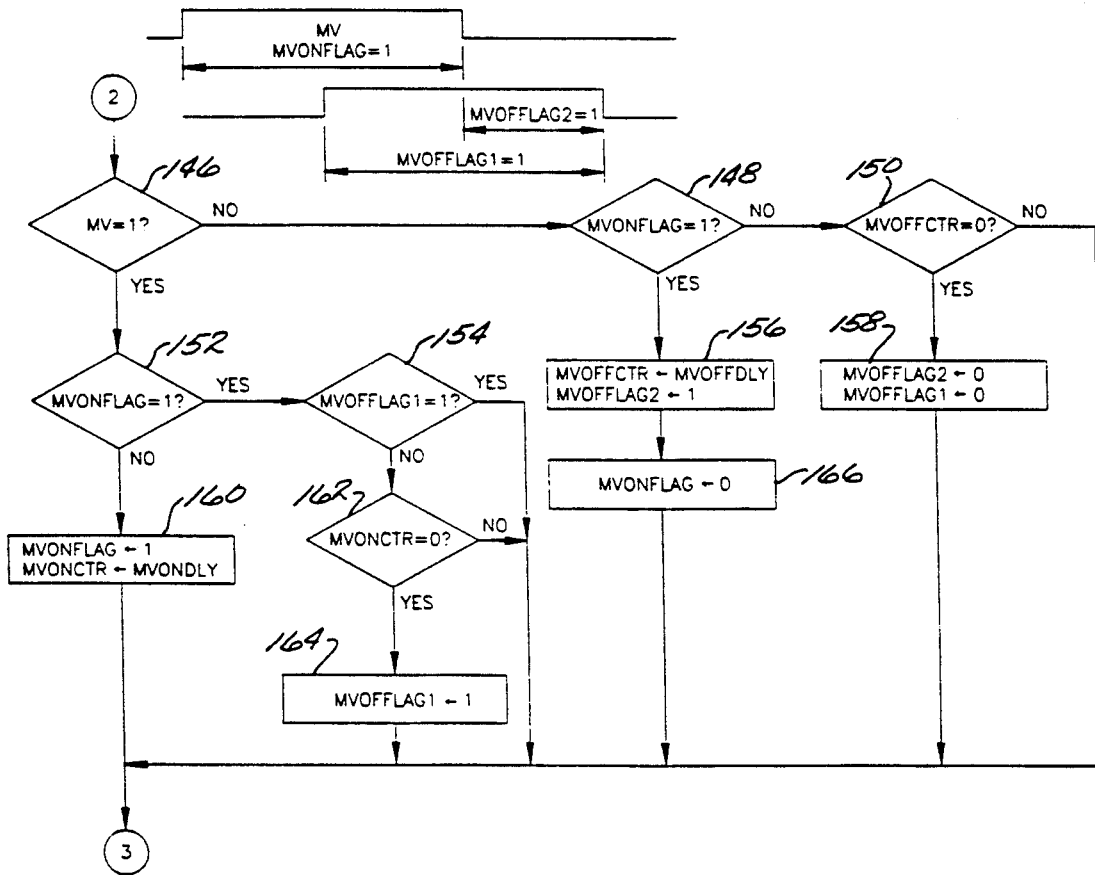 MV
MVONFLAG=1
2
MVOFFLAG2=1
MVOFFLAG1=1
146
148
150
MV=1?
NO
MVONFLAG=1?
NO
MVOFFCTR=0?
NO
YES
YES
YES
152
154
156
158
MVONFLAG=1?
YES
MVOFFLAG1=1?
YES
MVOFFCTR ← MVOFFDLY
MVOFFLAG2 ← 1
MVOFFLAG2 ← 0
MVOFFLAG1 ← 0
NO
NO
160
162
MVONFLAG ← 0
166
MVONFLAG ← 1
MVONCTR ← MVONDLY
MVONCTR=0?
NO
YES
164
MVOFFLAG1 ← 1
3